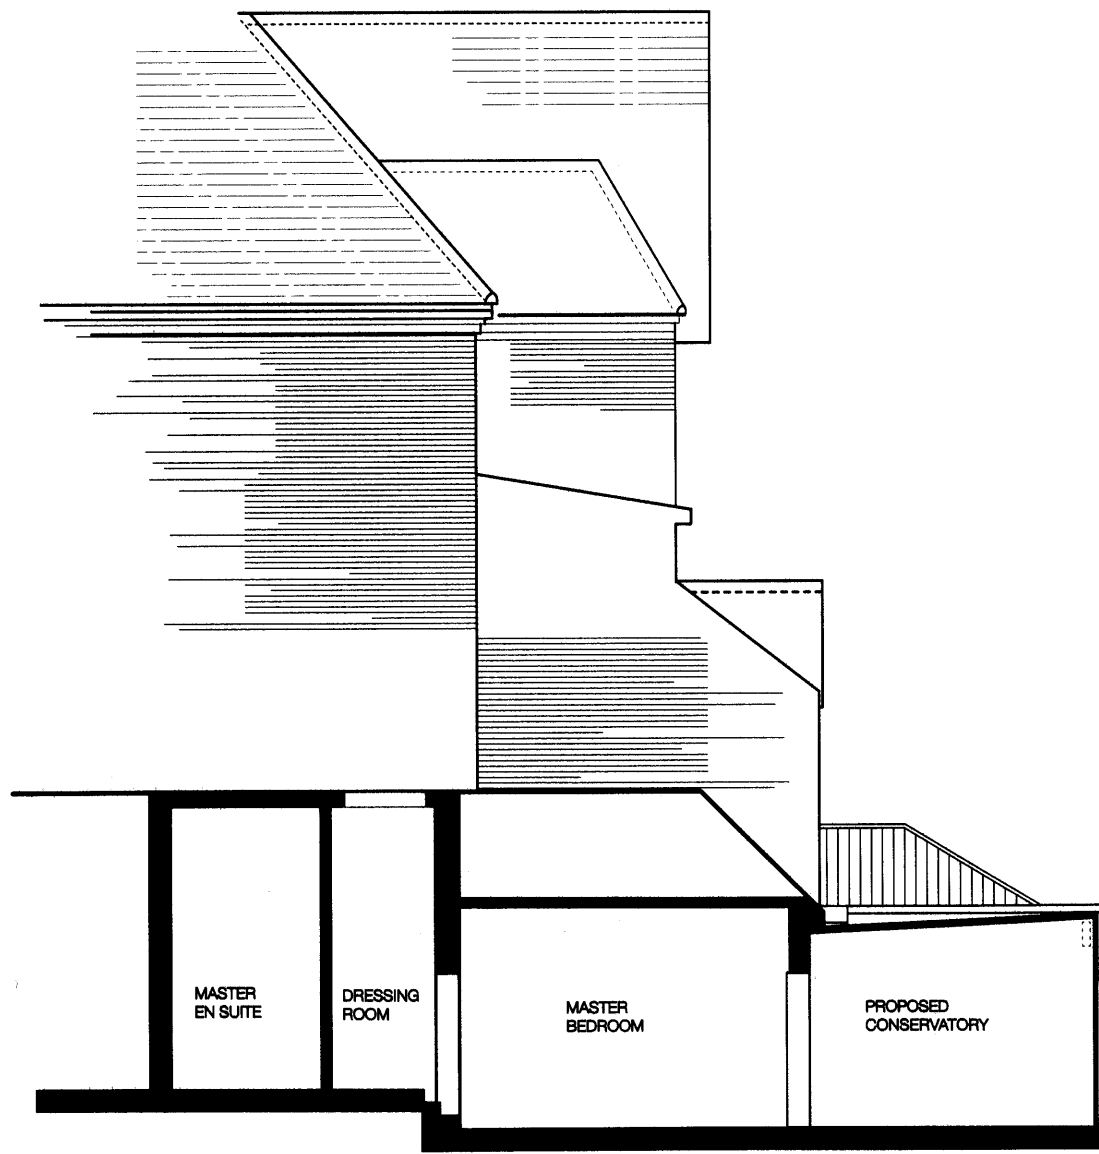 MASTER
EN SUITE
DRESSING
ROOM
MASTER
BEDROOM
PROPOSED
CONSERVATORY